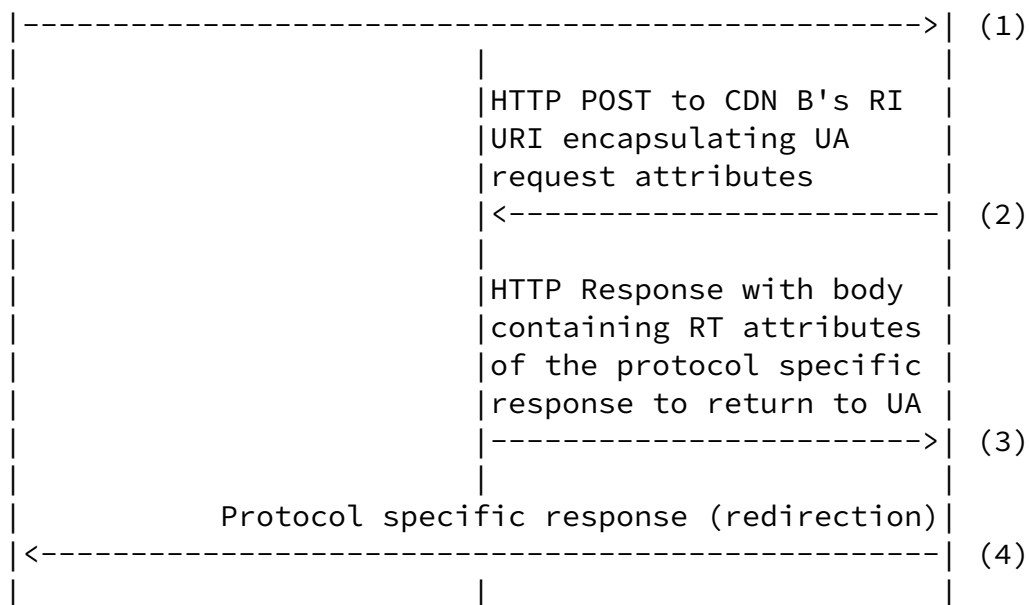 (1)
HTTP POST to CDN B's RI
URI encapsulating UA
request attributes
(2)
HTTP Response with body
containing RT attributes
of the protocol specific
response to return to UA
(3)
Protocol specific response (redirection)
(4)